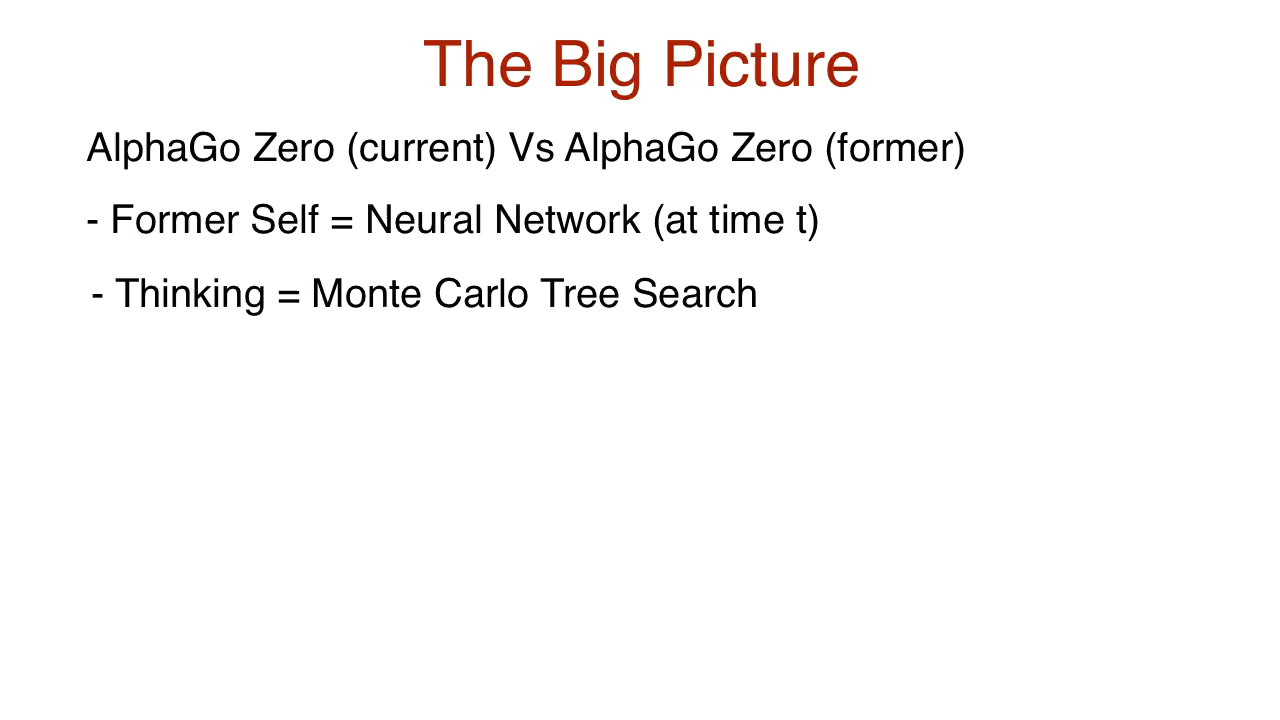 The Big Picture
AlphaGo Zero (current) Vs AlphaGo Zero (former)
- Former Self = Neural Network (at time t)
- Thinking = Monte Carlo Tree Search